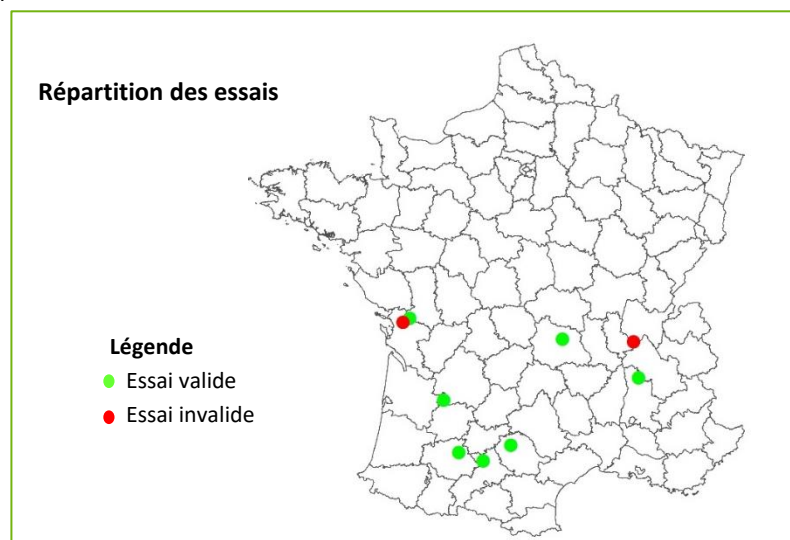 Répartition des essais
Légende
Essai valide
Essai invalide